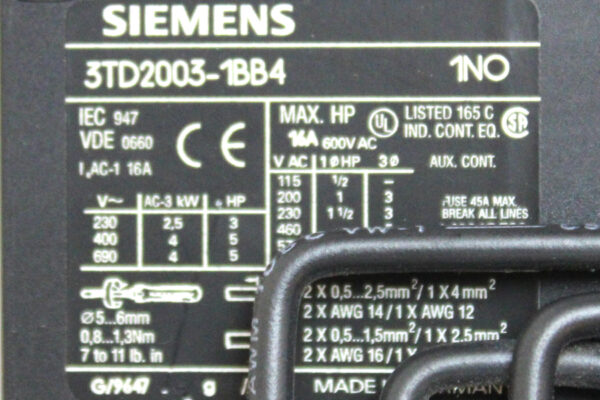 SIEMENS
3TD2003-1BB4 1NO
IEC 947
VDE 0660
AC-1 16A
CE
MAX. HP
16A 600V AC
UL
LISTED 165 C
IND. CONT. EQ.
V~ AC-3 kW HP
230 2,5 3
400 4 5
690 4 5
V AC 1Ø HP 3Ø
115 1/2 –
200 1 3
230 1 1/2 3
460
AUX. CONT.
FUSE 45A MAX.
BREAK ALL LINES
Ø5...6mm
0,8...1,3Nm
7 to 11 lb. in
2 X 0,5...2,5mm²/1 X 4mm²
2 X AWG 14/1 X AWG 12
2 X 0,5...1,5mm²/1 X 2.5mm²
2 X AWG 16/1 X
G/9647 g
MADE